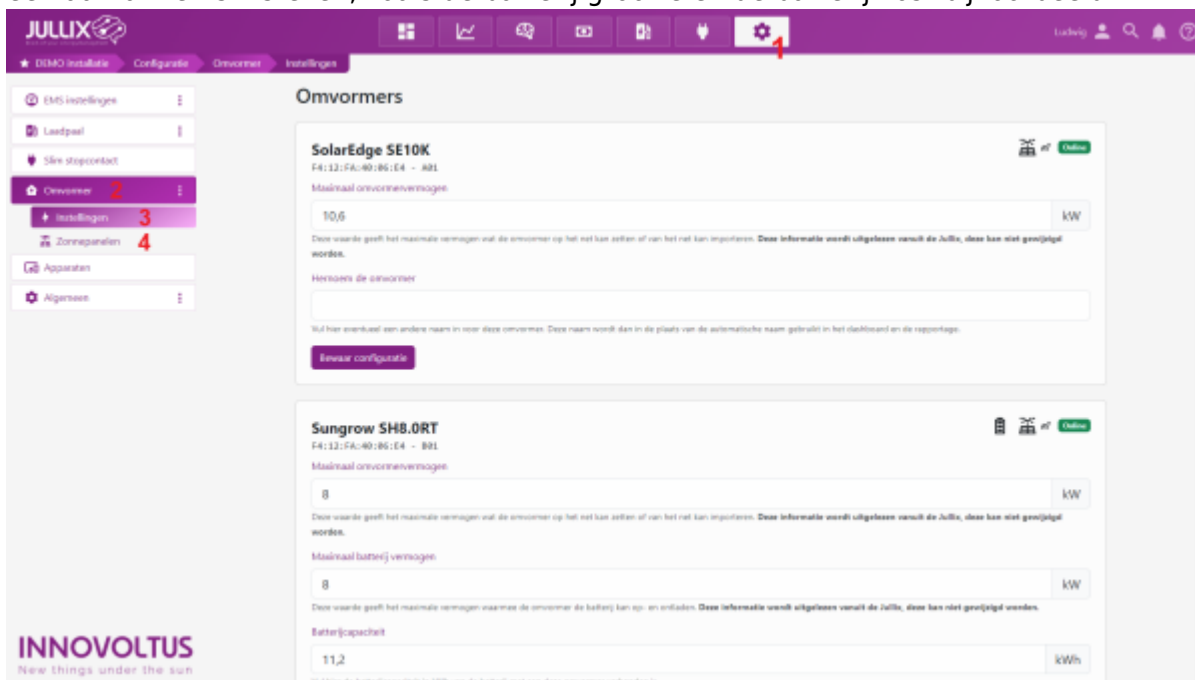 JULLIX
Ludwig
1
DEMO Installatie Configuratie Omvormer Instellingen
EMS instellingen
Laadpaal
Slim stopcontact
Omvormer 2
Instellingen 3
Zonnepanelen 4
Apparaten
Algemeen
INNOVOLTUS
New things under the sun
Omvormers
SolarEdge SE10K
Online
F4:12:FA:40:86:E4 - A01
Maximaal omvormervermogen
10,6 kW
Deze waarde geeft het maximale vermogen wat de omvormer op het net kan zetten of van het net kan importeren. Deze informatie wordt uitgelezen vanuit de Jullix, deze kan niet gewijzigd
worden.
Hernoem de omvormer
Vul hier eventueel een andere naam in voor deze omvormer. Deze naam wordt dan in de plaats van de automatische naam gebruikt in het dashboard en de rapportage.
Bewaar configuratie
Sungrow SH8.0RT
Online
F4:12:FA:40:86:E4 - B01
Maximaal omvormervermogen
8 kW
Deze waarde geeft het maximale vermogen wat de omvormer op het net kan zetten of van het net kan importeren. Deze informatie wordt uitgelezen vanuit de Jullix, deze kan niet gewijzigd
worden.
Maximaal batterij vermogen
8 kW
Deze waarde geeft het maximale vermogen waarmee de omvormer de batterij kan op- en ontladen. Deze informatie wordt uitgelezen vanuit de Jullix, deze kan niet gewijzigd worden.
Batterijcapaciteit
11,2 kWh